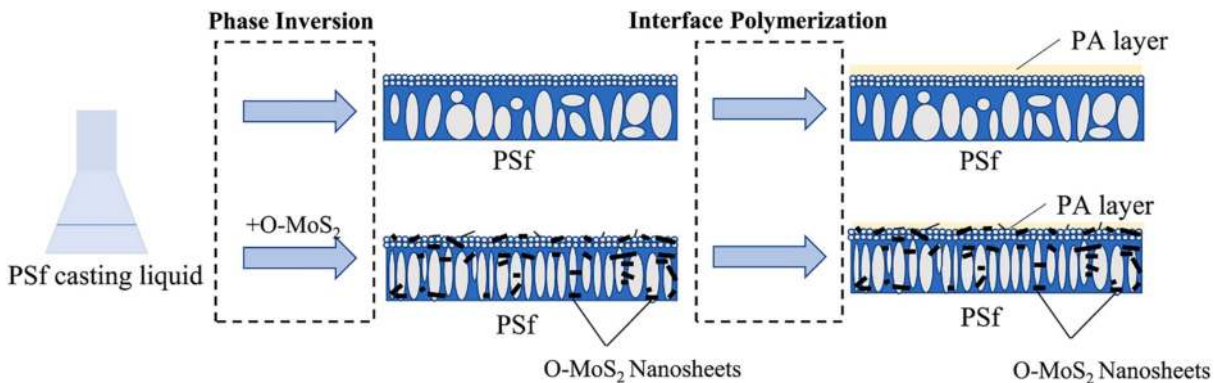 Phase Inversion
Interface Polymerization
PA layer
PSf
PSf
+O-MoS₂
PA layer
PSf casting liquid
PSf
PSf
O-MoS₂ Nanosheets
O-MoS₂ Nanosheets